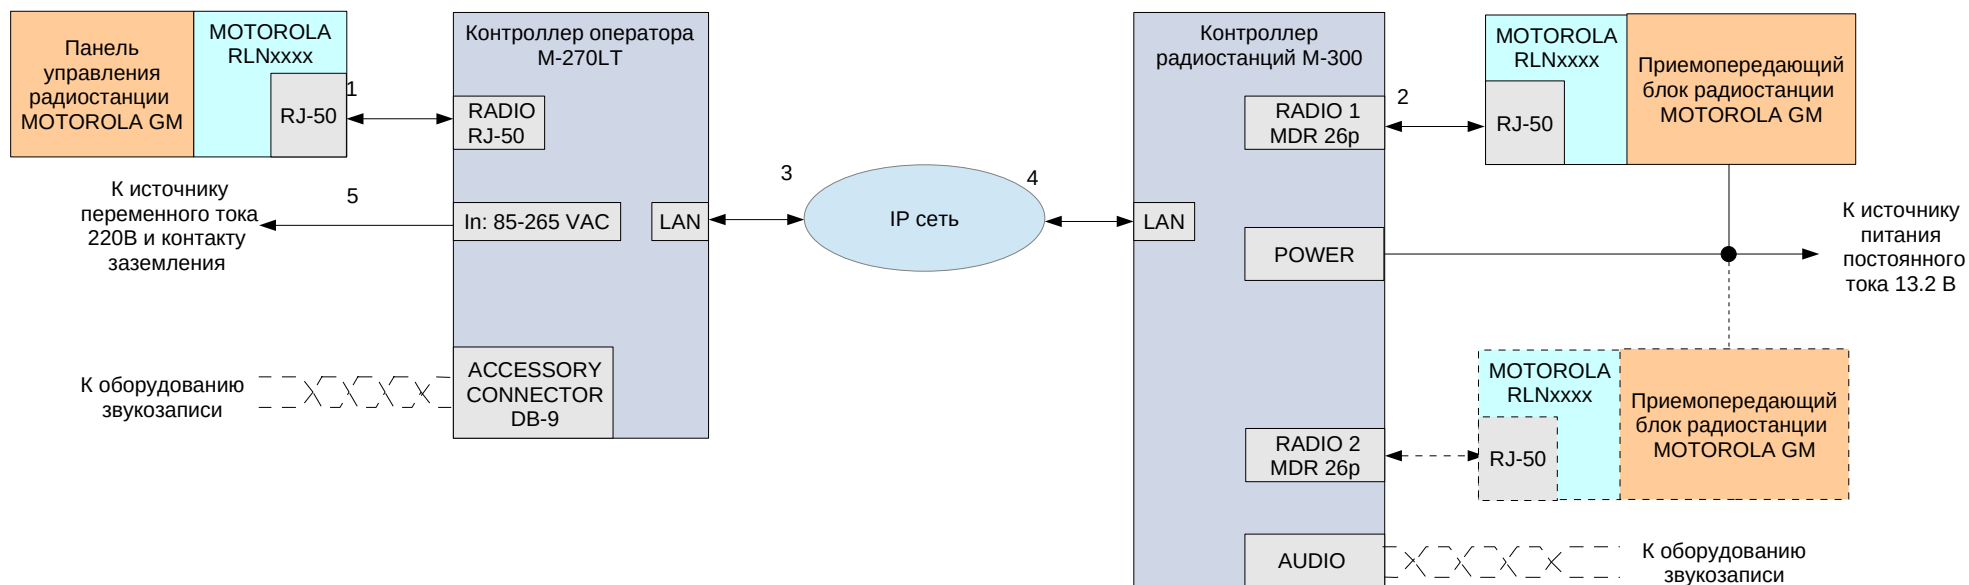 Панель
управления
радиостанции
MOTOROLA GM
MOTOROLA
RLNxxxx
RJ-50
1
Контроллер оператора
M-270LT
RADIO
RJ-50
К источнику
переменного тока
220В и контакту
заземления
5
In: 85-265 VAC
LAN
3
IP сеть
4
К оборудованию
звукозаписи
ACCESSORY
CONNECTOR
DB-9
Контроллер
радиостанций М-300
RADIO 1
MDR 26p
2
MOTOROLA
RLNxxxx
RJ-50
Приемопередающий
блок радиостанции
MOTOROLA GM
LAN
POWER
К источнику
питания
постоянного
тока 13.2 В
RADIO 2
MDR 26p
MOTOROLA
RLNxxxx
RJ-50
Приемопередающий
блок радиостанции
MOTOROLA GM
AUDIO
К оборудованию
звукозаписи